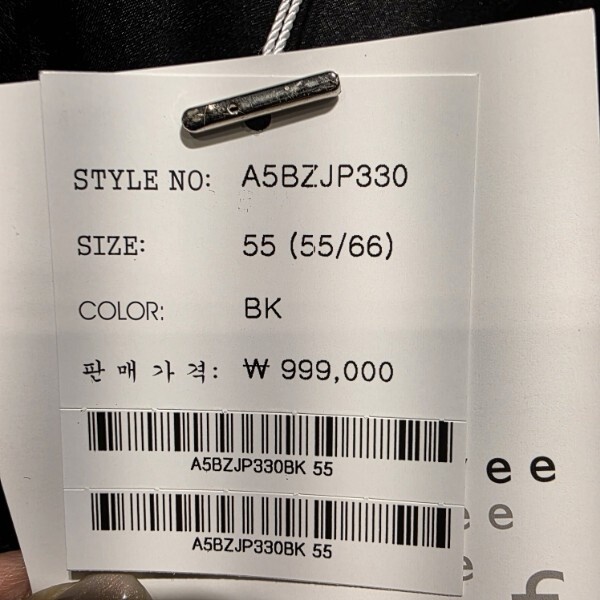 STYLE NO: A5BZJP330
SIZE: 55 (55/66)
COLOR: BK
판매가격: ₩ 999,000
A5BZJP330BK 55
A5BZJP330BK 55